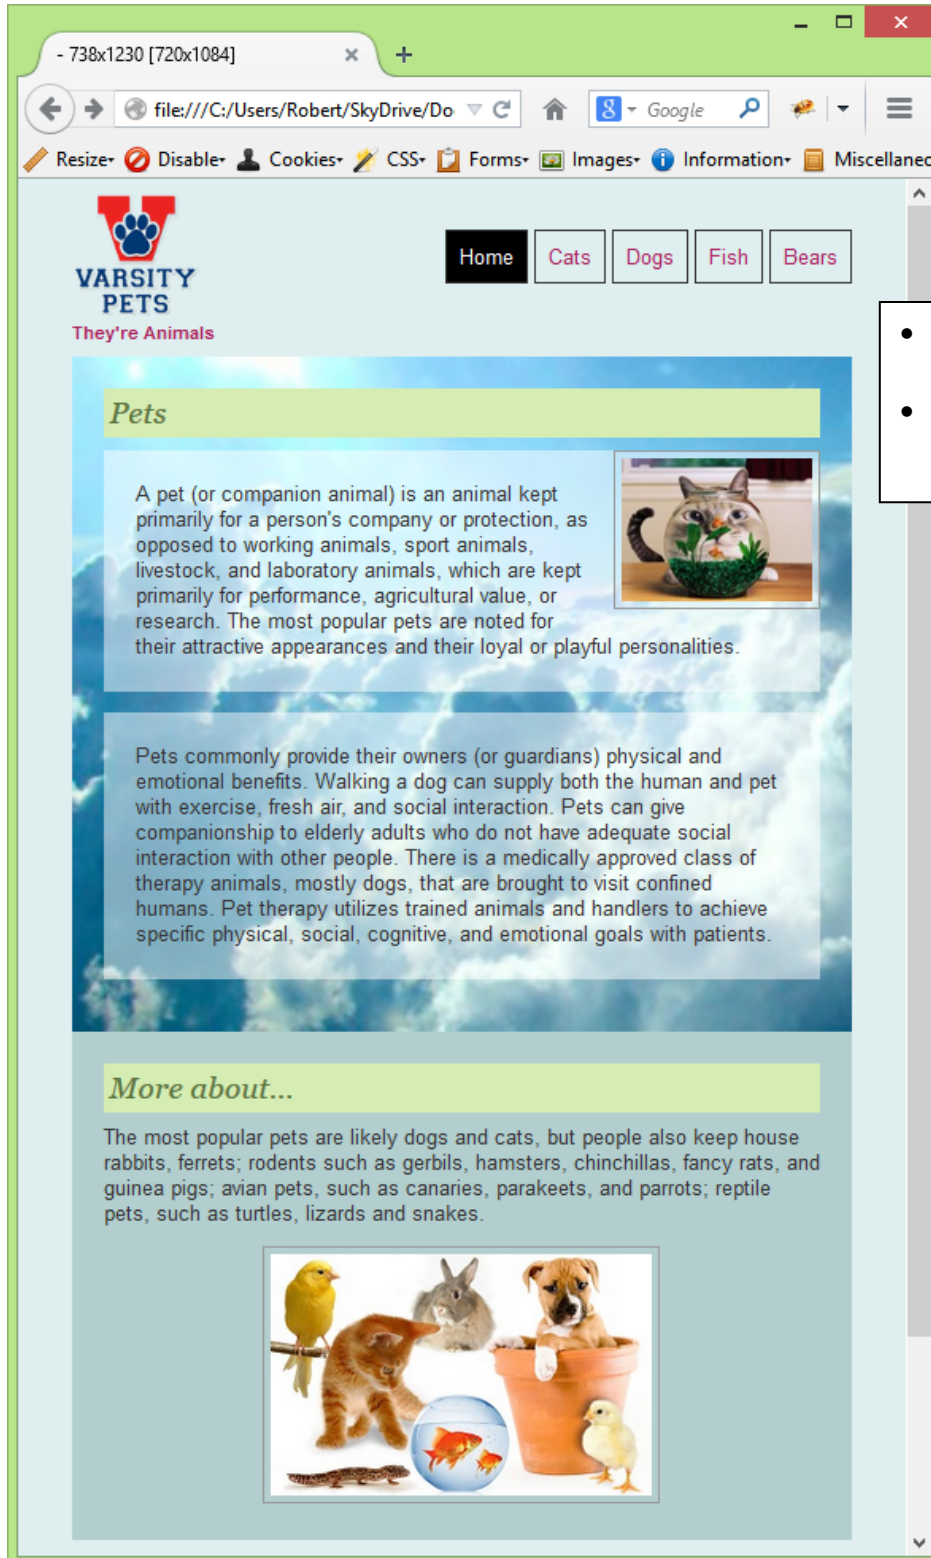 - 738x1230 [720x1084]
file:///C:/Users/Robert/SkyDrive/Do
8 Google
Resize Disable Cookies CSS Forms Images Information Miscellanec
V
VARSITY
PETS
They're Animals
Home Cats Dogs Fish Bears
•
•
Pets
A pet (or companion animal) is an animal kept
primarily for a person's company or protection, as
opposed to working animals, sport animals,
livestock, and laboratory animals, which are kept
primarily for performance, agricultural value, or
research. The most popular pets are noted for
their attractive appearances and their loyal or playful personalities.
Pets commonly provide their owners (or guardians) physical and
emotional benefits. Walking a dog can supply both the human and pet
with exercise, fresh air, and social interaction. Pets can give
companionship to elderly adults who do not have adequate social
interaction with other people. There is a medically approved class of
therapy animals, mostly dogs, that are brought to visit confined
humans. Pet therapy utilizes trained animals and handlers to achieve
specific physical, social, cognitive, and emotional goals with patients.
More about...
The most popular pets are likely dogs and cats, but people also keep house
rabbits, ferrets; rodents such as gerbils, hamsters, chinchillas, fancy rats, and
guinea pigs; avian pets, such as canaries, parakeets, and parrots; reptile
pets, such as turtles, lizards and snakes.